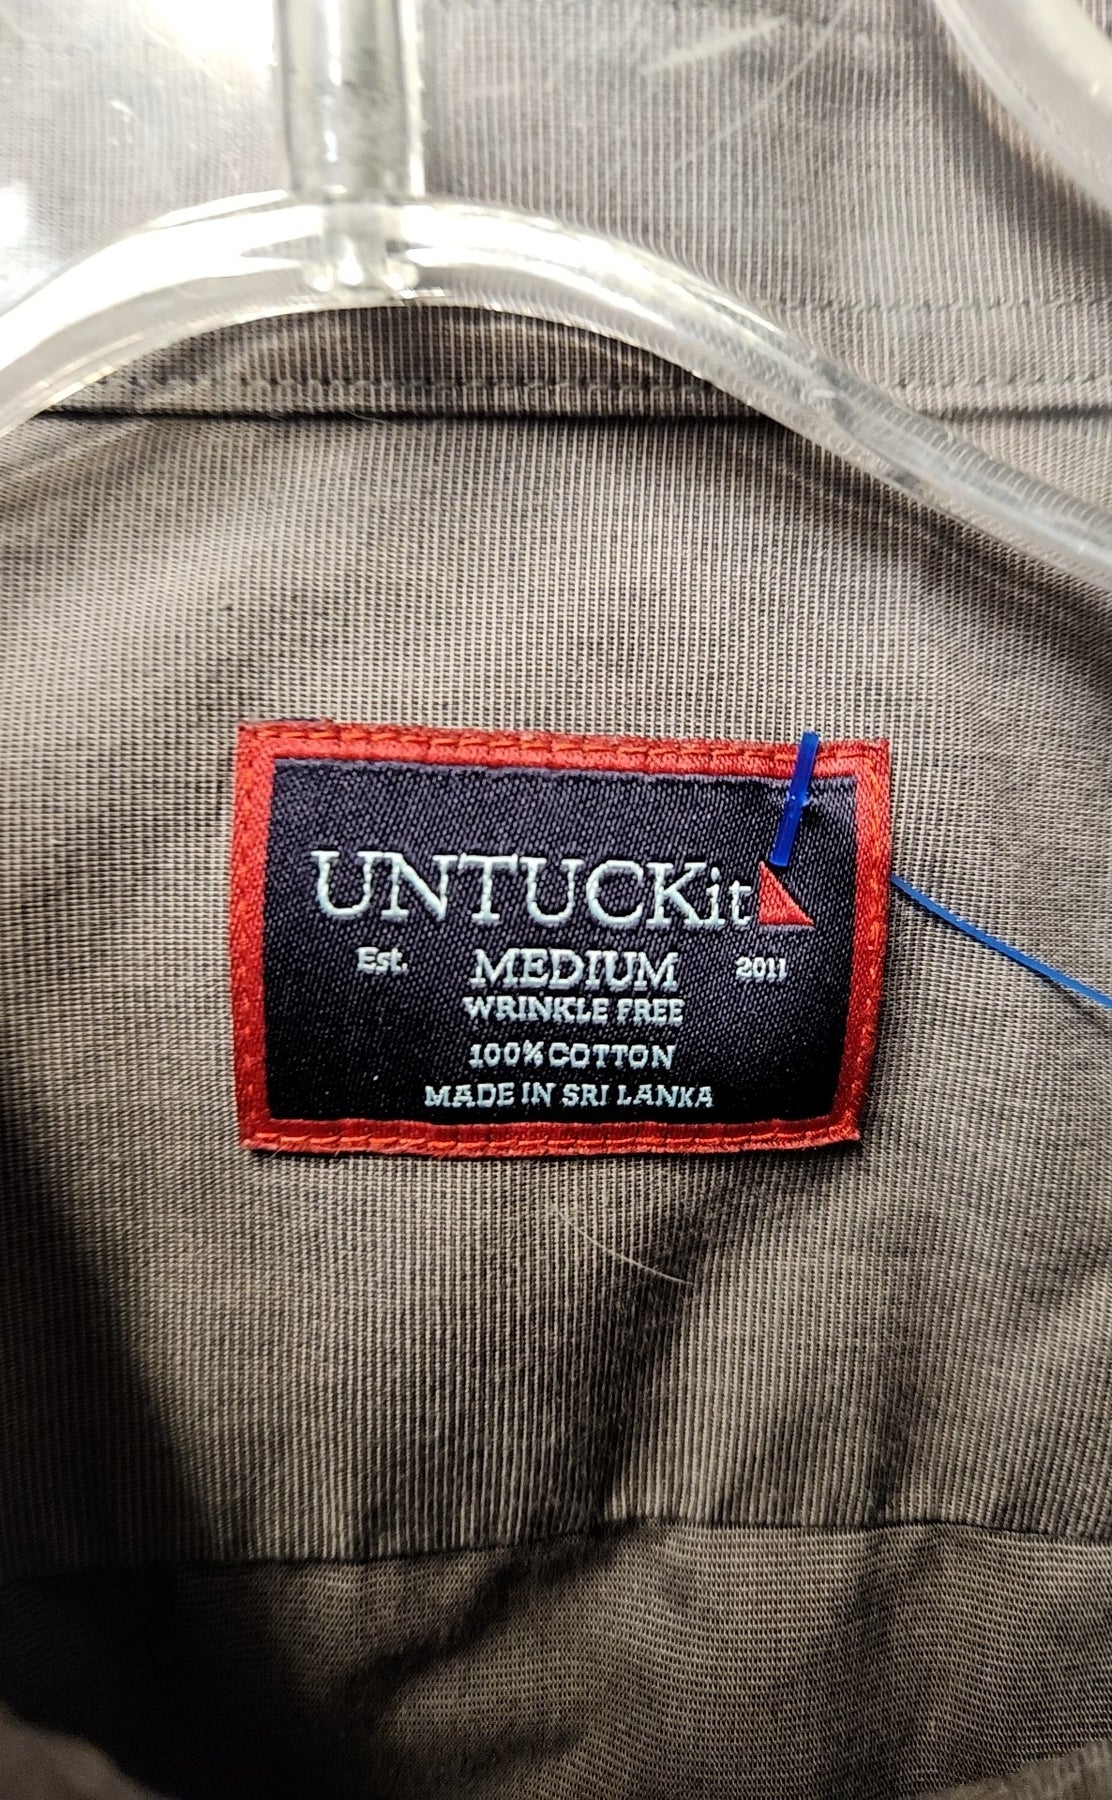 UNTUCKit
Est. MEDIUM 2011
WRINKLE FREE
100% COTTON
MADE IN SRI LANKA